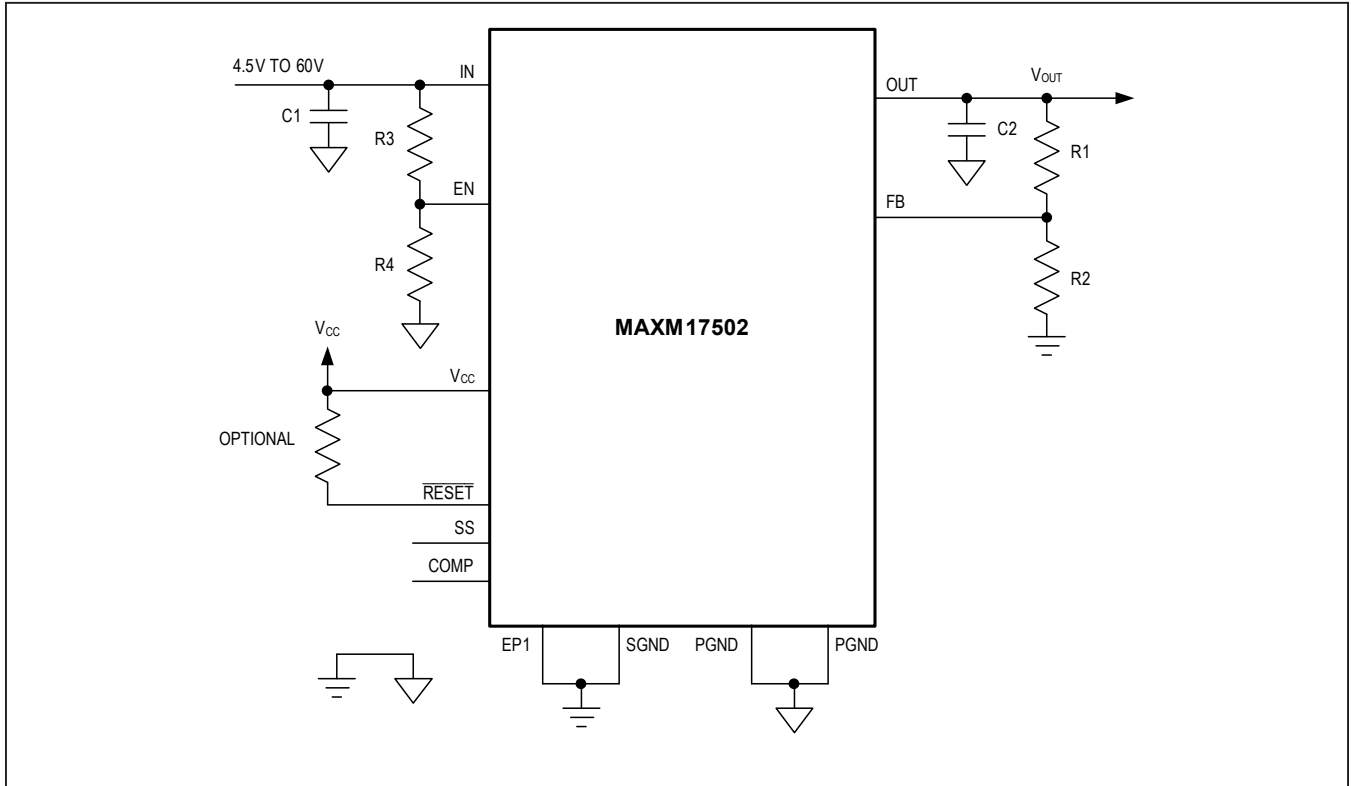 4.5V TO 60V
IN
C1
R3
EN
R4
VCC
VCC
OPTIONAL
RESET
SS
COMP
MAXM17502
OUT
VOUT
C2
R1
FB
R2
EP1
SGND
PGND
PGND